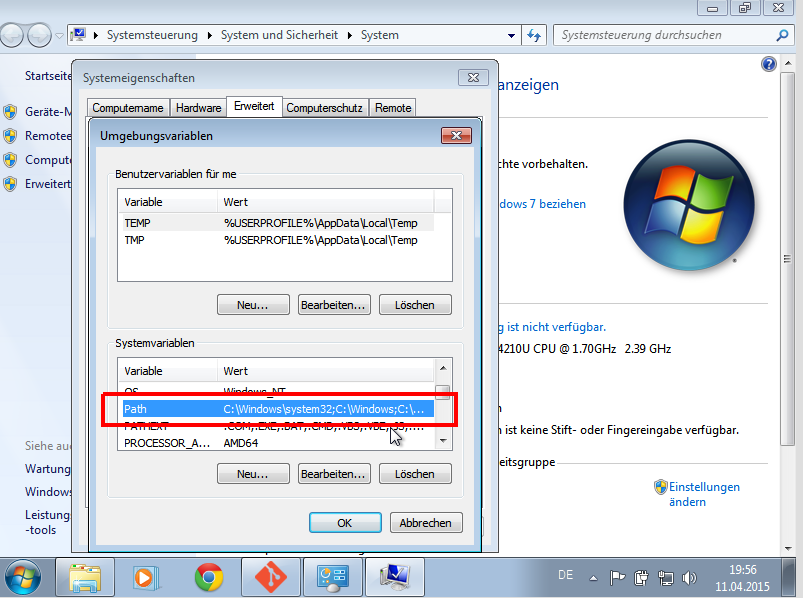 Systemsteuerung
System und Sicherheit
System
Systemsteuerung durchsuchen
Startseite
Geräte-M
Remotee
Compute
Erweitert
Systemeigenschaften
anzeigen
Computername
Hardware
Erweitert
Computerschutz
Remote
Umgebungsvariablen
Benutzervariablen für me
chte vorbehalten.
Variable
Wert
dows 7 beziehen
TEMP
%USERPROFILE%\AppData\Local\Temp
TMP
%USERPROFILE%\AppData\Local\Temp
Neu...
Bearbeiten...
Löschen
g ist nicht verfügbar.
Systemvariablen
4210U CPU @ 1.70GHz 2.39 GHz
Variable
Wert
OS
Windows_NT
Path
C:\Windows\system32;C:\Windows;C:\...
PATHEXT
.COM;.EXE;.BAT;.CMD;.VBS;.VBE;.JS;...
n ist keine Stift- oder Fingereingabe verfügbar.
PROCESSOR_A...
AMD64
eitsgruppe
Neu...
Bearbeiten...
Löschen
Siehe auc
Wartung
Windows
Leistung
-tools
Einstellungen
ändern
OK
Abbrechen
DE
19:56
11.04.2015